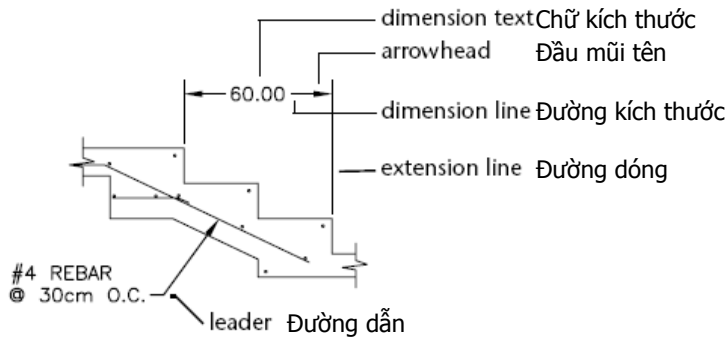 dimension text Chữ kích thước
arrowhead Đầu mũi tên
60.00
dimension line Đường kích thước
extension line Đường dóng
#4 REBAR
@ 30cm O.C.
leader Đường dẫn